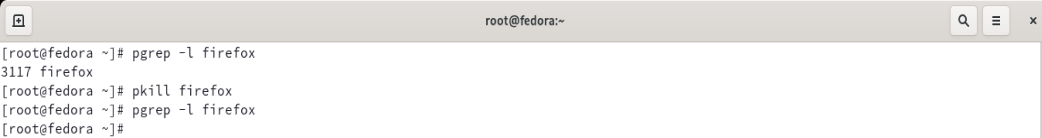 root@fedora:~
[root@fedora ~]# pgrep -l firefox
3117 firefox
[root@fedora ~]# pkill firefox
[root@fedora ~]# pgrep -l firefox
[root@fedora ~]#